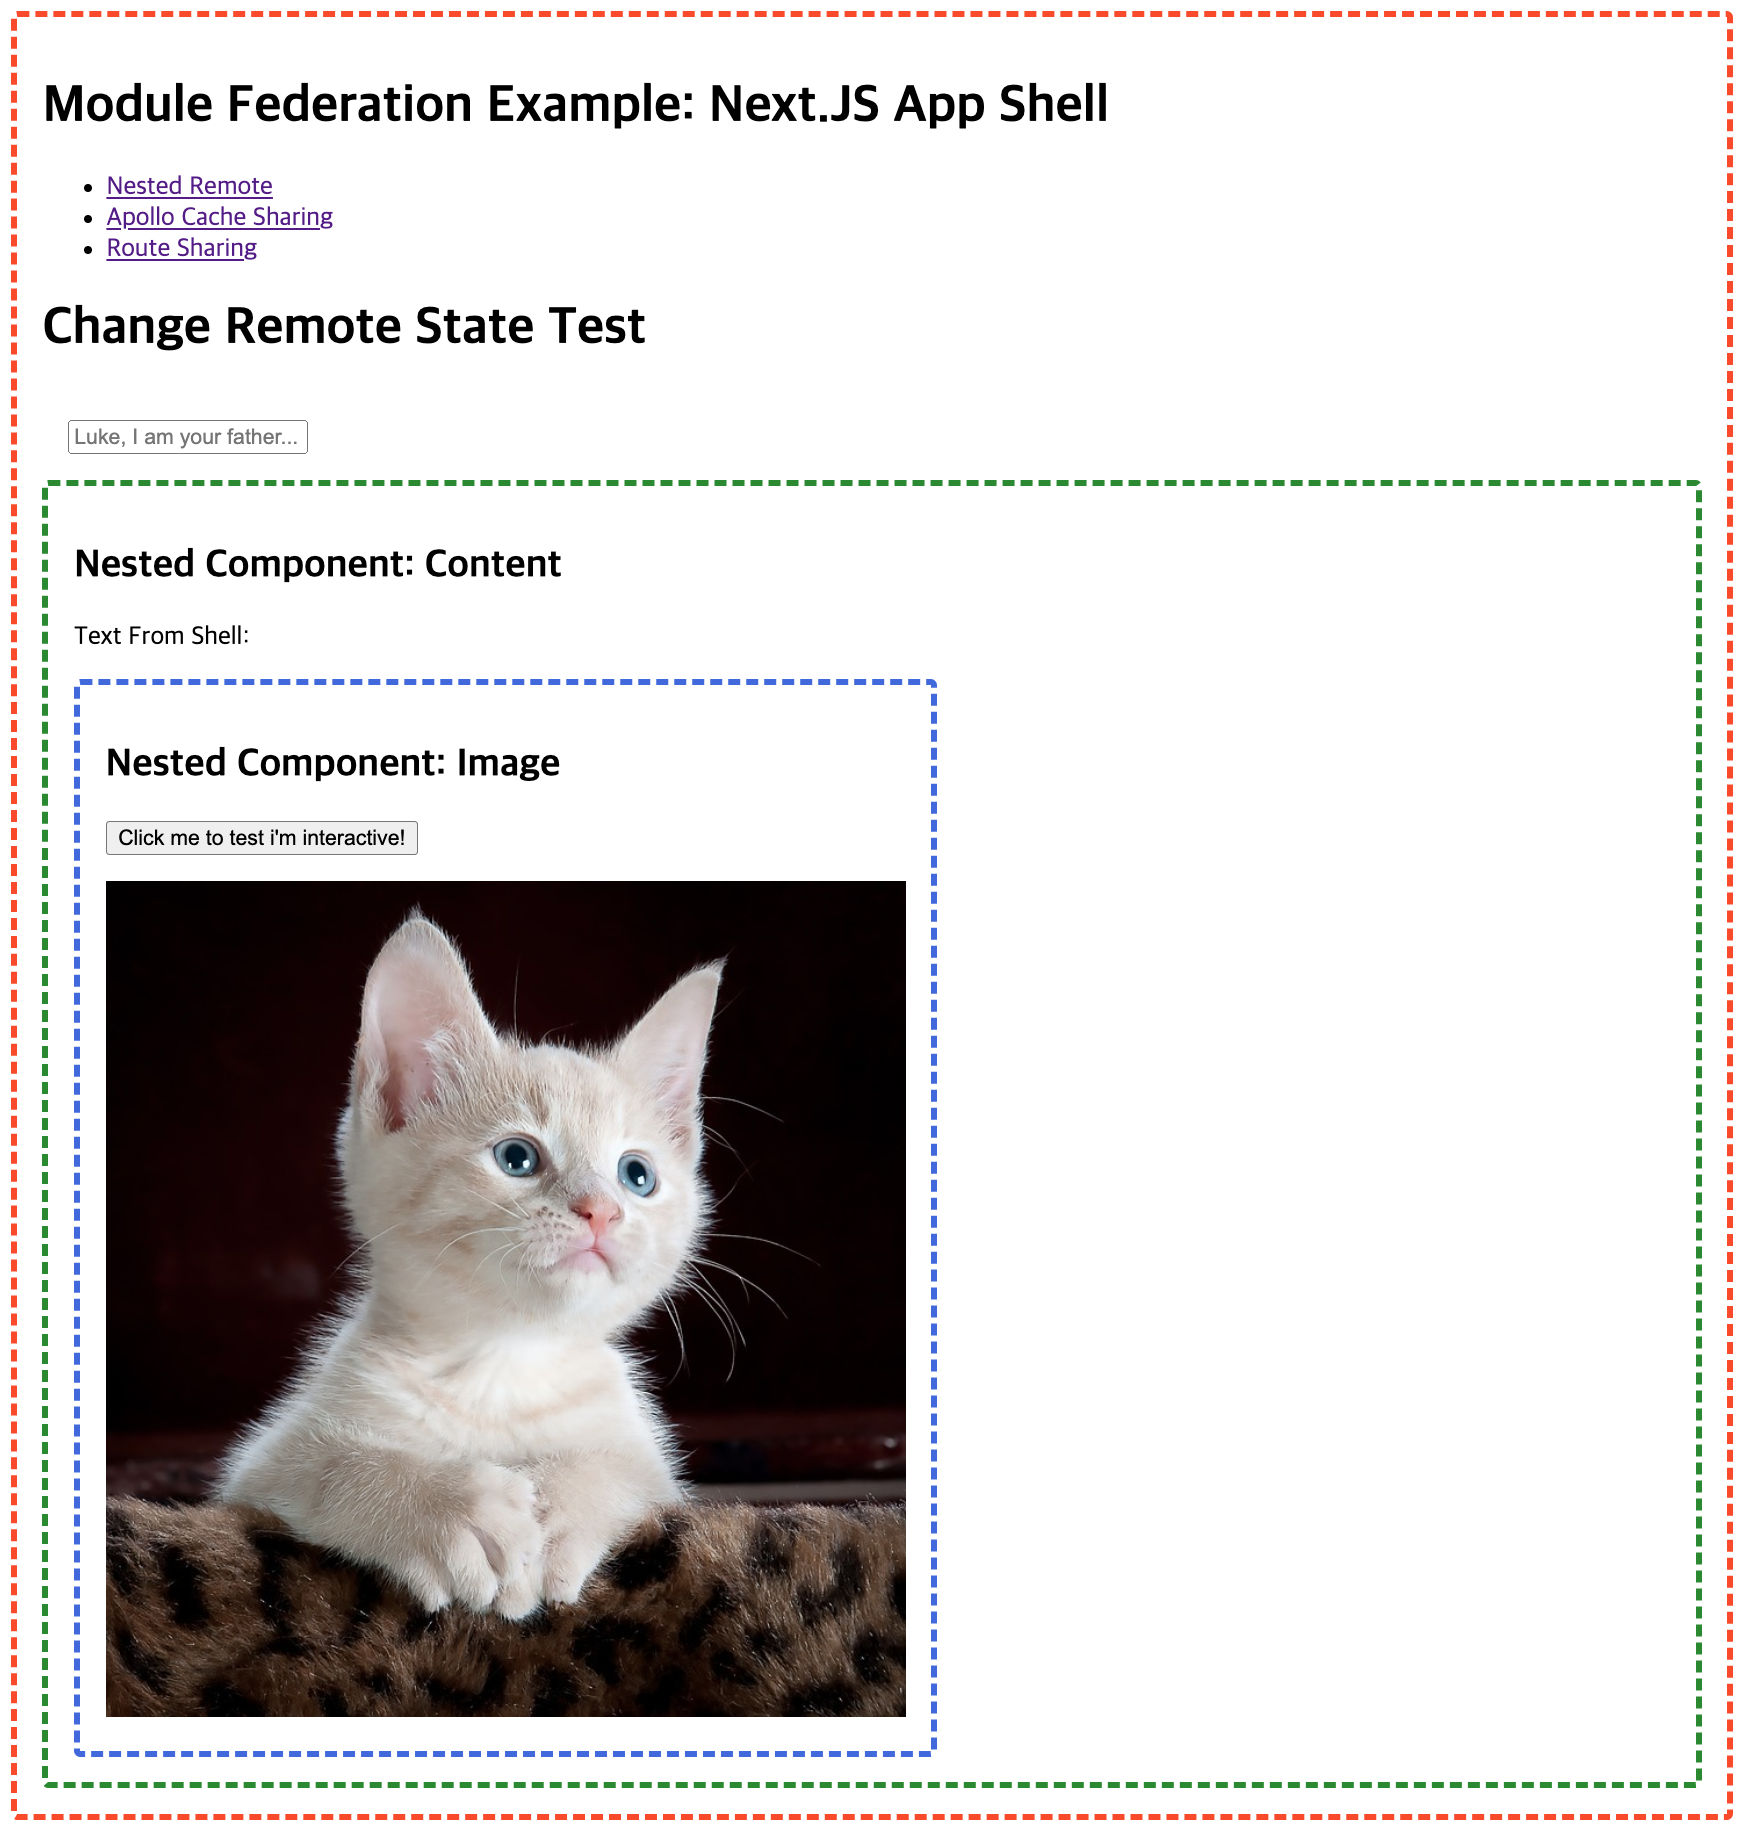 Module Federation Example: Next.JS App Shell
Nested Remote
Apollo Cache Sharing
Route Sharing
Change Remote State Test
Luke, I am your father...
Nested Component: Content
Text From Shell:
Nested Component: Image
Click me to test i'm interactive!